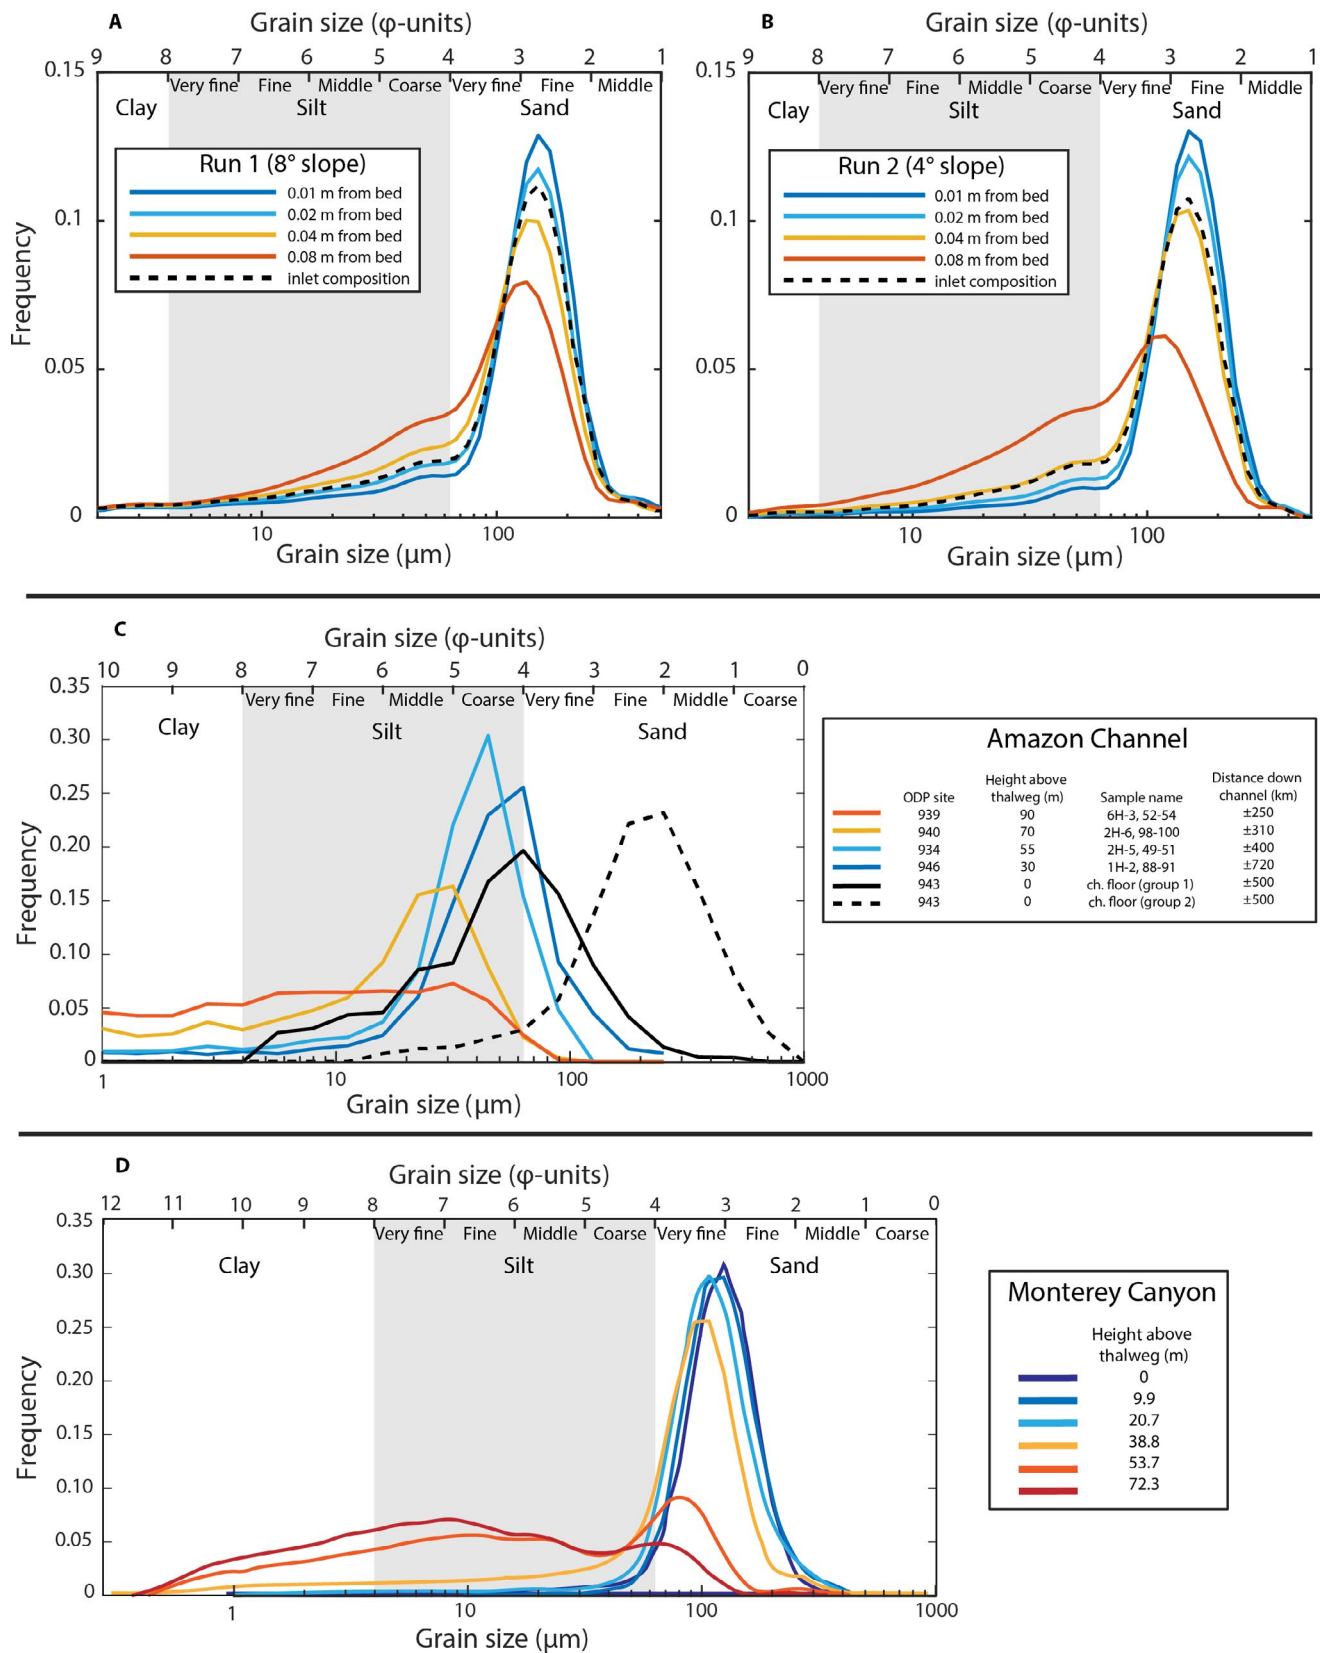 A
Grain size (φ-units)
9 8 7 6 5 4 3 2 1
0.15
Very fine Fine Middle Coarse Very fine Fine Middle
Clay Silt Sand
Run 1 (8° slope)
0.01 m from bed
0.02 m from bed
0.04 m from bed
0.08 m from bed
inlet composition
0.1
0.05
0
Frequency
10 100
Grain size (µm)
B
Grain size (φ-units)
9 8 7 6 5 4 3 2 1
0.15
Very fine Fine Middle Coarse Very fine Fine Middle
Clay Silt Sand
Run 2 (4° slope)
0.01 m from bed
0.02 m from bed
0.04 m from bed
0.08 m from bed
inlet composition
0.1
0.05
0
10 100
Grain size (µm)
C
Grain size (φ-units)
10 9 8 7 6 5 4 3 2 1 0
0.35
Very fine Fine Middle Coarse Very fine Fine Middle Coarse
Clay Silt Sand
0.30
0.25
0.20
0.15
0.10
0.05
0
Frequency
1 10 100 1000
Grain size (µm)
Amazon Channel
ODP site Height above thalweg (m) Sample name Distance down channel (km)
939 90 6H-3, 52-54 ±250
940 70 2H-6, 98-100 ±310
934 55 2H-5, 49-51 ±400
946 30 1H-2, 88-91 ±720
943 0 ch. floor (group 1) ±500
943 0 ch. floor (group 2) ±500
D
Grain size (φ-units)
12 11 10 9 8 7 6 5 4 3 2 1 0
0.35
Very fine Fine Middle Coarse Very fine Fine Middle Coarse
Clay Silt Sand
0.30
0.25
0.20
0.15
0.10
0.05
0
Frequency
1 10 100 1000
Grain size (µm)
Monterey Canyon
Height above
thalweg (m)
0
9.9
20.7
38.8
53.7
72.3